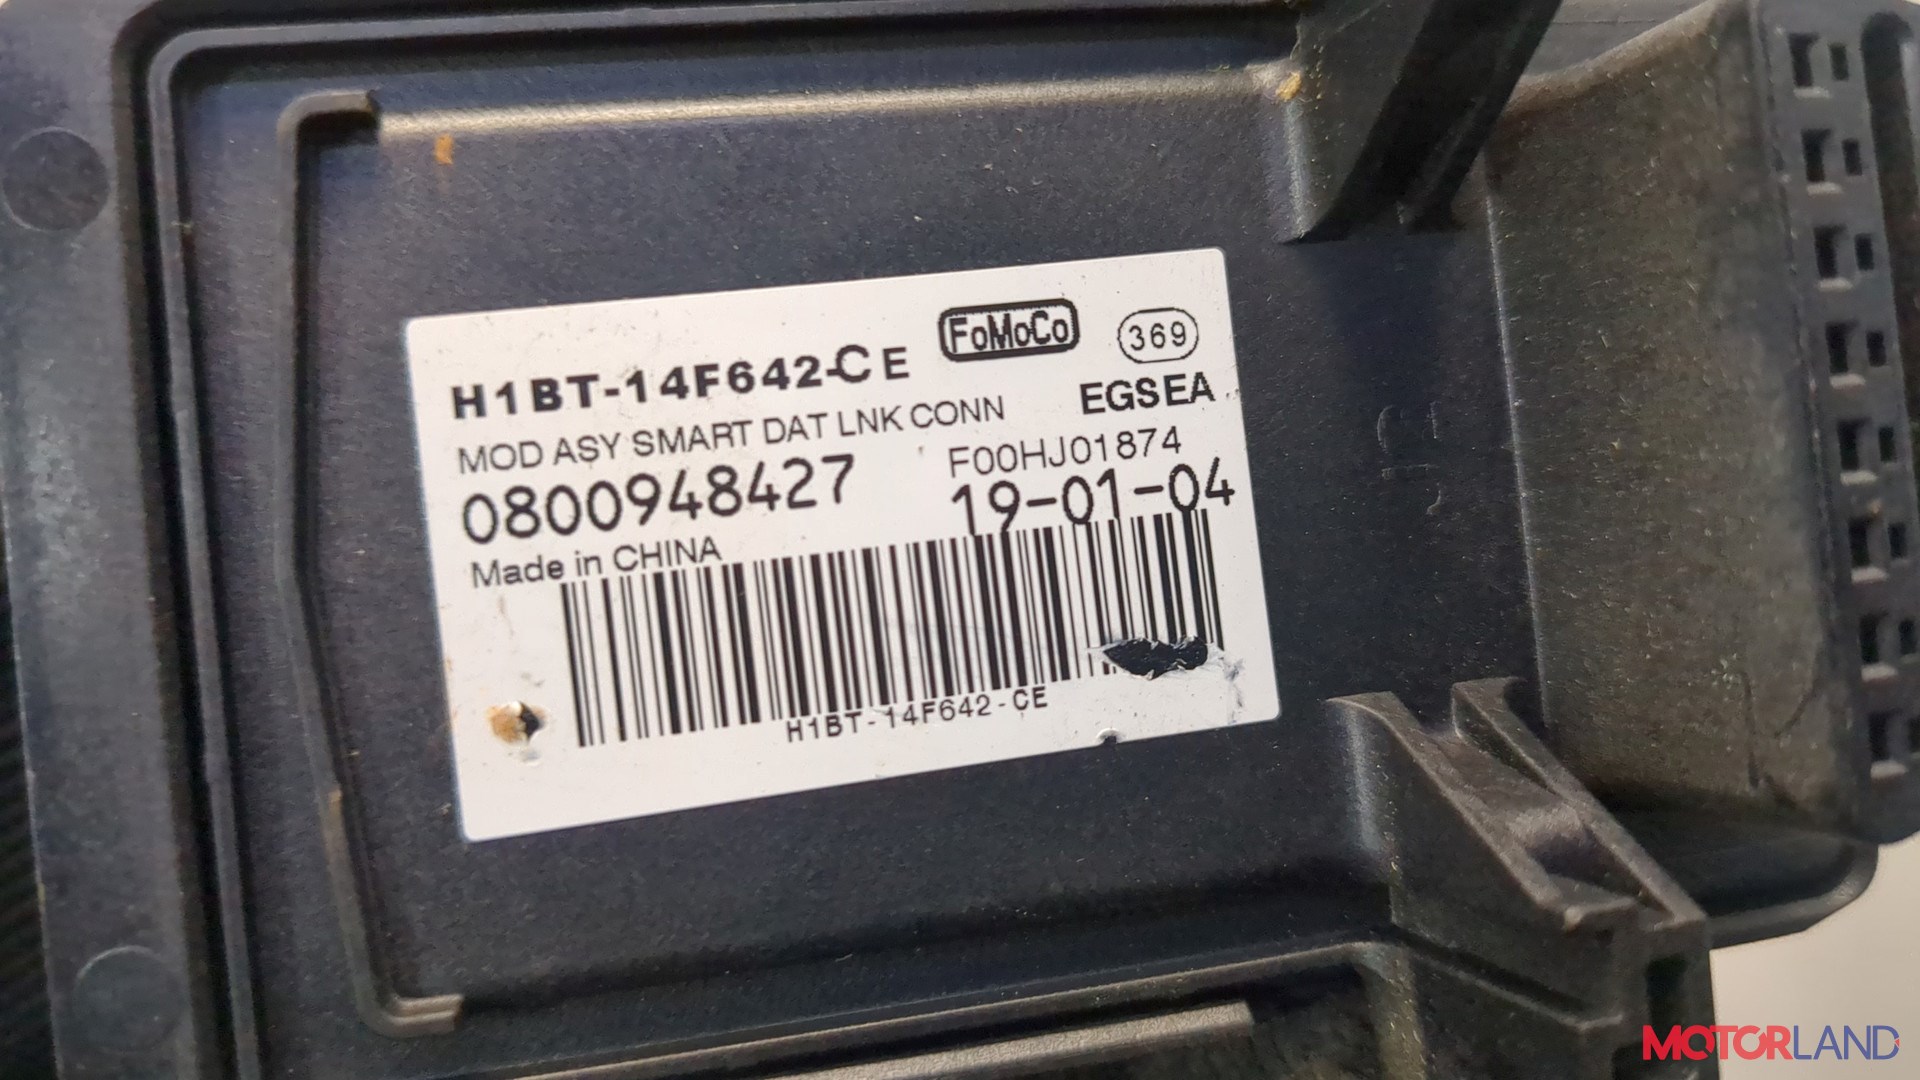 H1BT-14F642-CE
FoMoCo
369
MOD ASY SMART DAT LNK CONN
EGSEA
0800948427
F00HJ01874
19-01-04
Made in CHINA
H1BT-14F642-CE
MOTORLAND